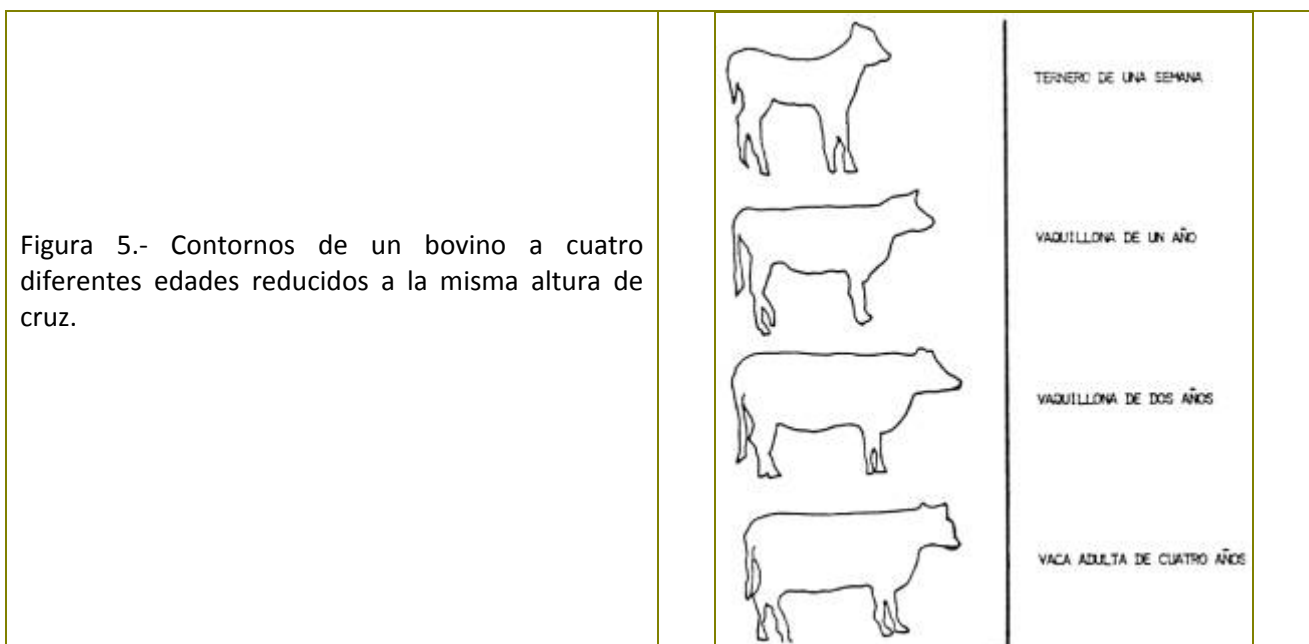 Figura 5.- Contornos de un bovino a cuatro
diferentes edades reducidos a la misma altura de
cruz.
TERNERO DE UNA SEMANA
VAQUILLONA DE UN AÑO
VAQUILLONA DE DOS AÑOS
VACA ADULTA DE CUATRO AÑOS